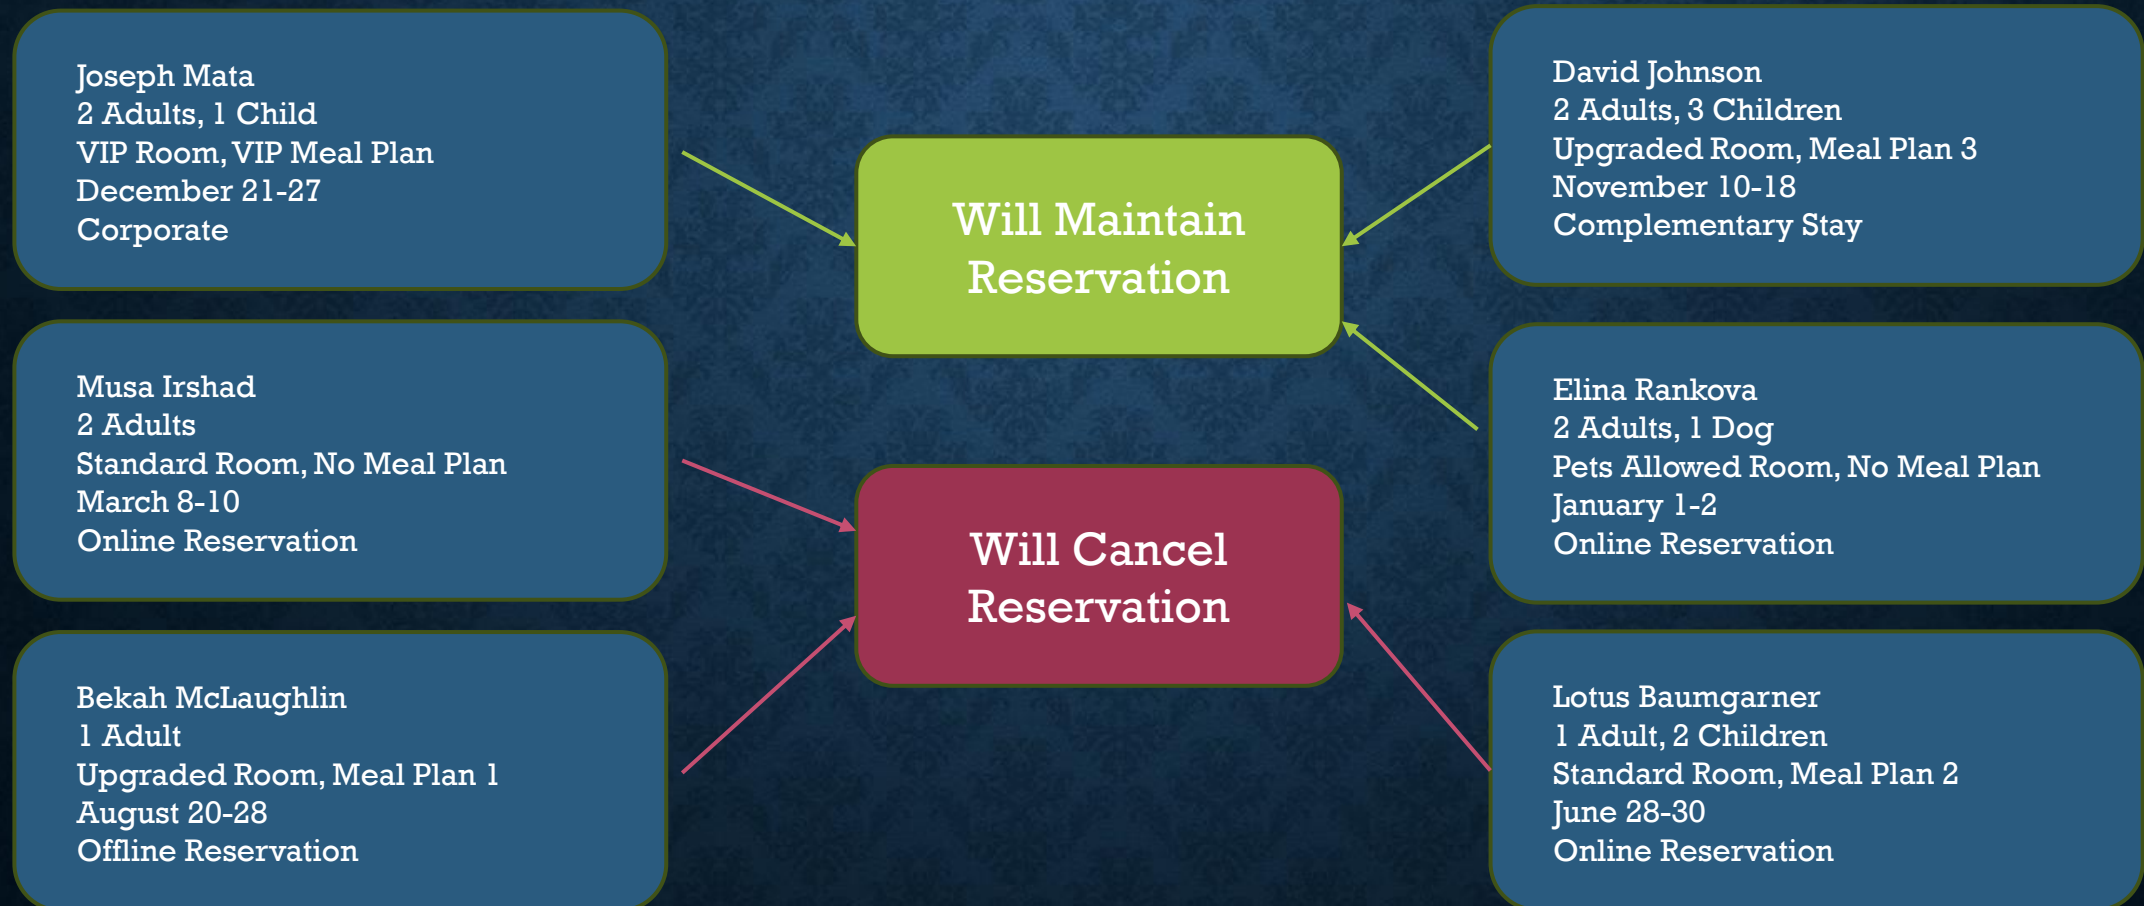 Joseph Mata
2 Adults, 1 Child
VIP Room, VIP Meal Plan
December 21-27
Corporate
Musa Irshad
2 Adults
Standard Room, No Meal Plan
March 8-10
Online Reservation
Bekah McLaughlin
1 Adult
Upgraded Room, Meal Plan 1
August 20-28
Offline Reservation
Will Maintain
Reservation
Will Cancel
Reservation
David Johnson
2 Adults, 3 Children
Upgraded Room, Meal Plan 3
November 10-18
Complementary Stay
Elina Rankova
2 Adults, 1 Dog
Pets Allowed Room, No Meal Plan
January 1-2
Online Reservation
Lotus Baumgarner
1 Adult, 2 Children
Standard Room, Meal Plan 2
June 28-30
Online Reservation